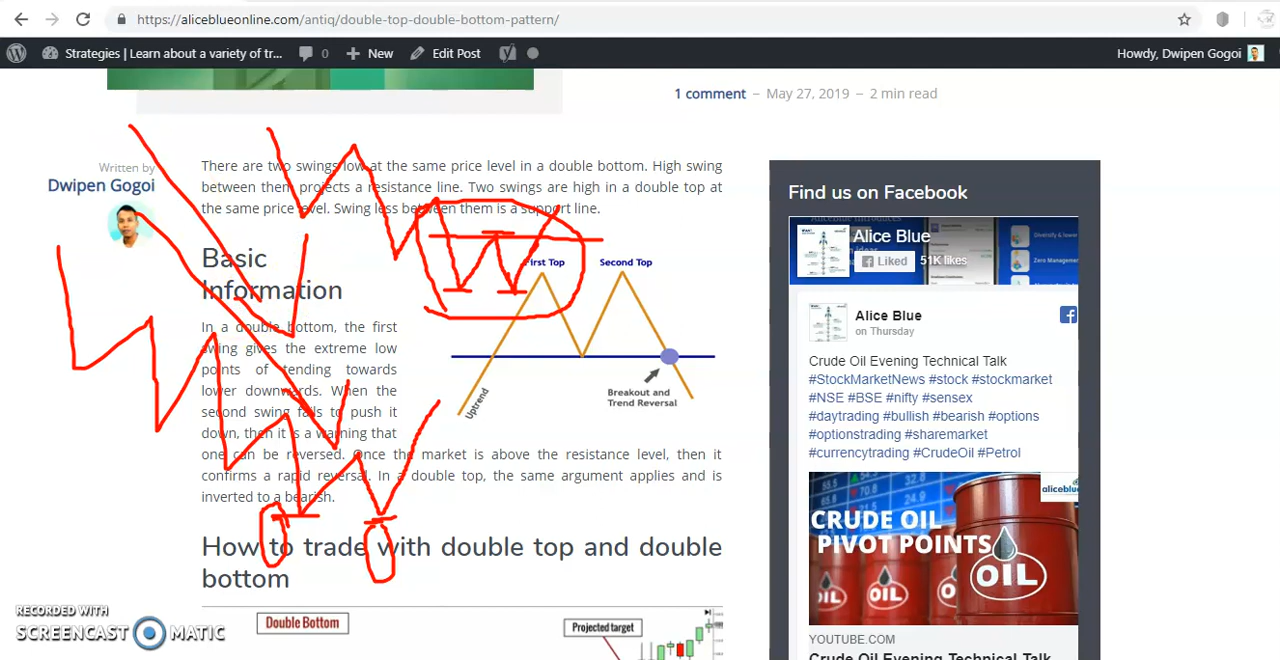 https://aliceblueonline.com/antiq/double-top-double-bottom-pattern/
Strategies | Learn about a variety of tr...
0
New
Edit Post
Howdy, Dwipen Gogoi
1 comment – May 27, 2019 – 2 min read
Written by
Dwipen Gogoi
There are two swings low at the same price level in a double bottom. High swing
between them projects a resistance line. Two swings are high in a double top at
the same price level. Swing less between them is a support line.
Basic
Information
In a double bottom, the first
swing gives the extreme low
points of tending towards
lower downwards. When the
second swing fails to push it
down, then it is a warning that
one can be reversed. Once the market is above the resistance level, then it
confirms a rapid reversal. In a double top, the same argument applies and is
inverted to a bearish.
First Top
Second Top
Uptrend
Breakout and
Trend Reversal
How to trade with double top and double
bottom
Double Bottom
Projected target
Find us on Facebook
Alice Blue
Liked
51K likes
Alice Blue
on Thursday
Crude Oil Evening Technical Talk
#StockMarketNews #stock #stockmarket
#NSE #BSE #nifty #sensex
#daytrading #bullish #bearish #options
#optionstrading #sharemarket
#currencytrading #CrudeOil #Petrol
aliceblue
CRUDE OIL
PIVOT POINTS
OIL
YOUTUBE.COM
Crude Oil Evening Technical Talk
RECORDED WITH
SCREENCAST MATIC